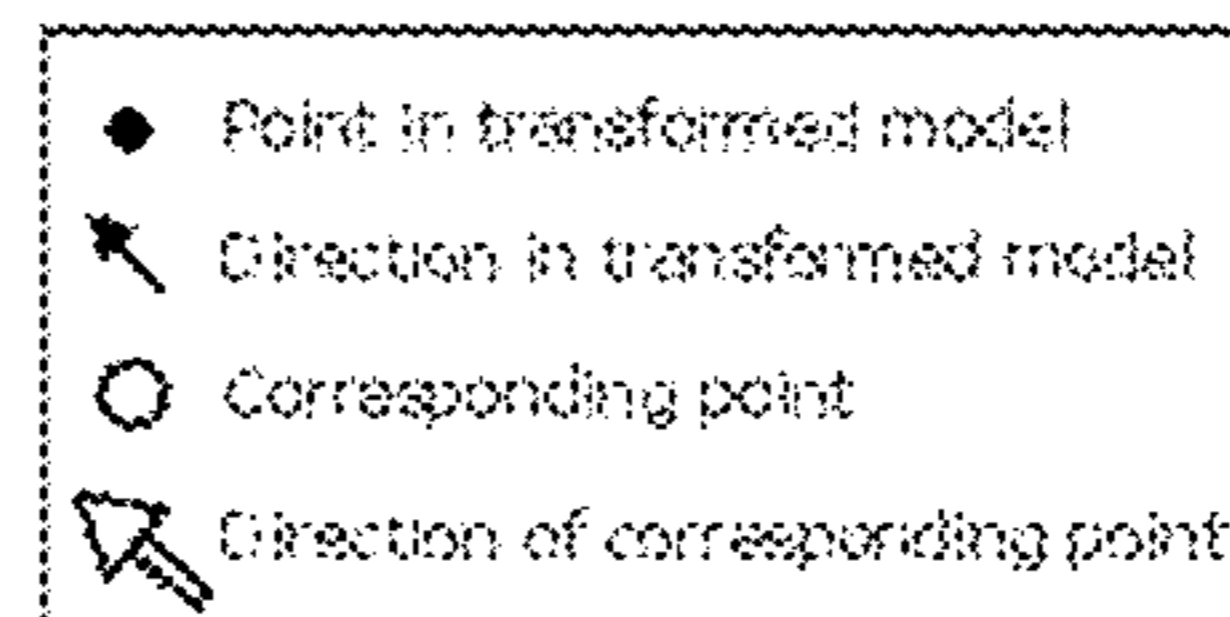 Point in transformed model
Direction in transformed model
Corresponding point
Direction of corresponding point